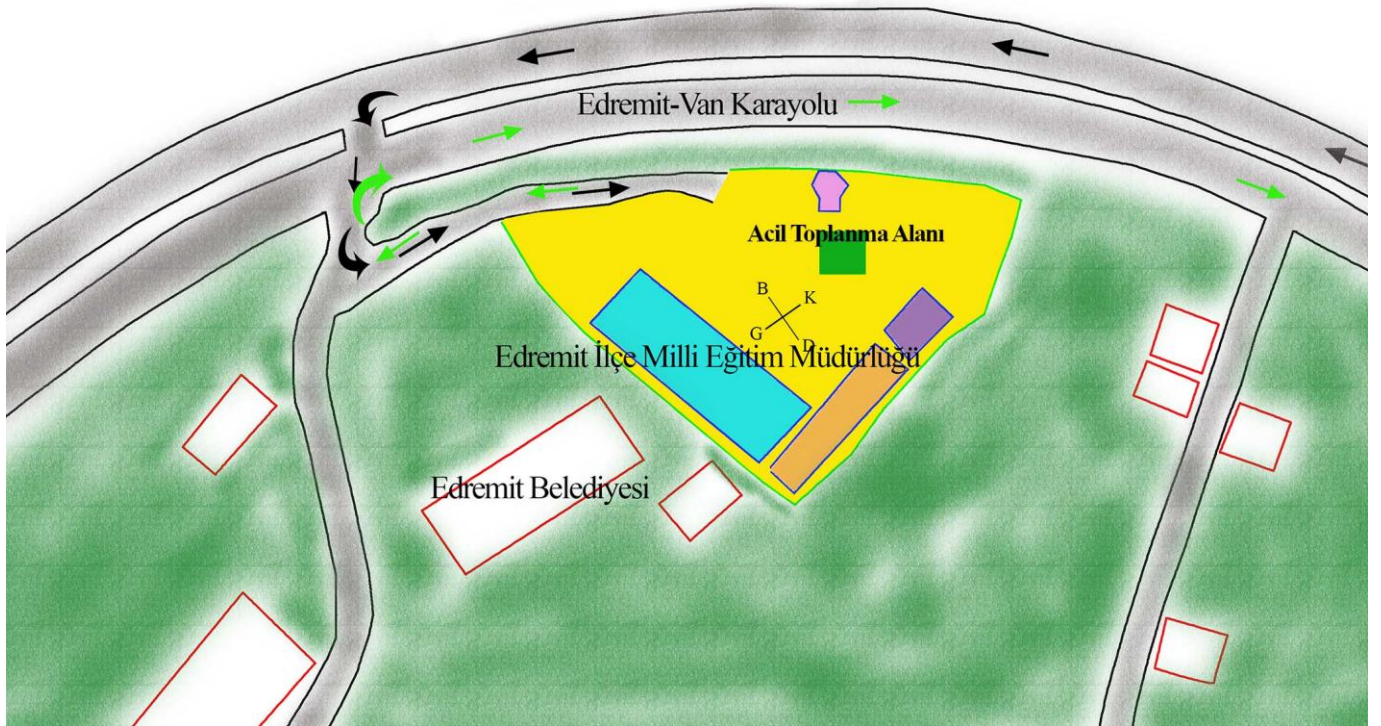 Edremit-Van Karayolu
Acil Toplanma Alanı
B
K
G
D
Edremit İlçe Milli Eğitim Müdürlüğü
Edremit Belediyesi